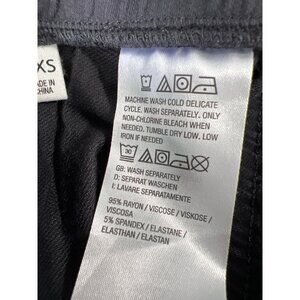 XS
MADE IN
CHINA
MACHINE WASH COLD DELICATE
CYCLE. WASH SEPARATELY. ONLY
NON-CHLORINE BLEACH WHEN
NEEDED. TUMBLE DRY LOW. LOW
IRON IF NEEDED
30
GB: WASH SEPARATELY
D: SEPARAT WASCHEN
I: LAVARE SEPARATAMENTE
95% RAYON / VISCOSE / VISKOSE /
VISCOSA
5% SPANDEX / ELASTANE /
ELASTHAN / ELASTAN